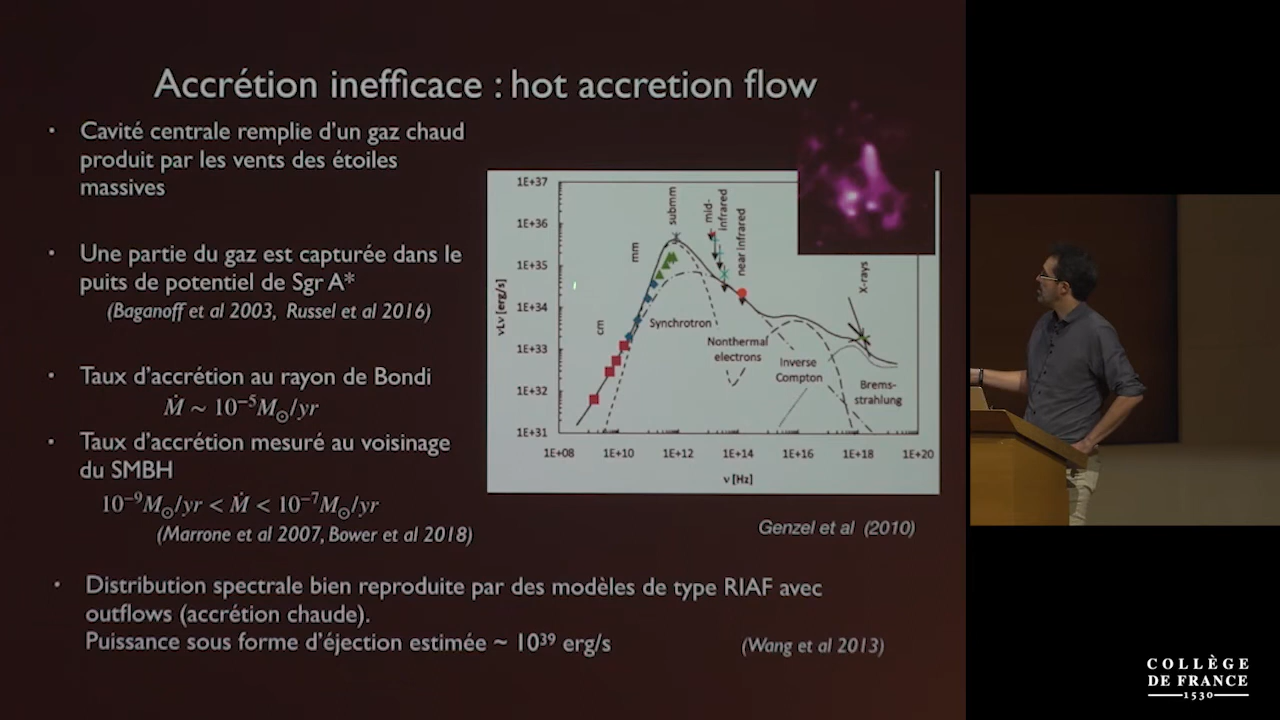 Accrétion inefficace : hot accretion flow
• Cavité centrale remplie d'un gaz chaud
produit par les vents des étoiles
massives
• Une partie du gaz est capturée dans le
puits de potentiel de Sgr A*
(Baganoff et al 2003, Russel et al 2016)
• Taux d'accrétion au rayon de Bondi
Ṁ ~ 10⁻⁵M⊙/yr
• Taux d'accrétion mesuré au voisinage
du SMBH
10⁻⁹M⊙/yr < Ṁ < 10⁻⁷M⊙/yr
(Marrone et al 2007, Bower et al 2018)
1E+37
1E+36
1E+35
1E+34
1E+33
1E+32
1E+31
νLν [erg/s]
cm
mm
submm
mid-
infrared
near infrared
X-rays
Synchrotron
Nonthermal
electrons
Inverse
Compton
Brems-
strahlung
1E+08 1E+10 1E+12 1E+14 1E+16 1E+18 1E+20
ν [Hz]
Genzel et al (2010)
• Distribution spectrale bien reproduite par des modèles de type RIAF avec
outflows (accrétion chaude).
Puissance sous forme d'éjection estimée ~ 10³⁹ erg/s
(Wang et al 2013)
COLLÈGE
DE FRANCE
1530